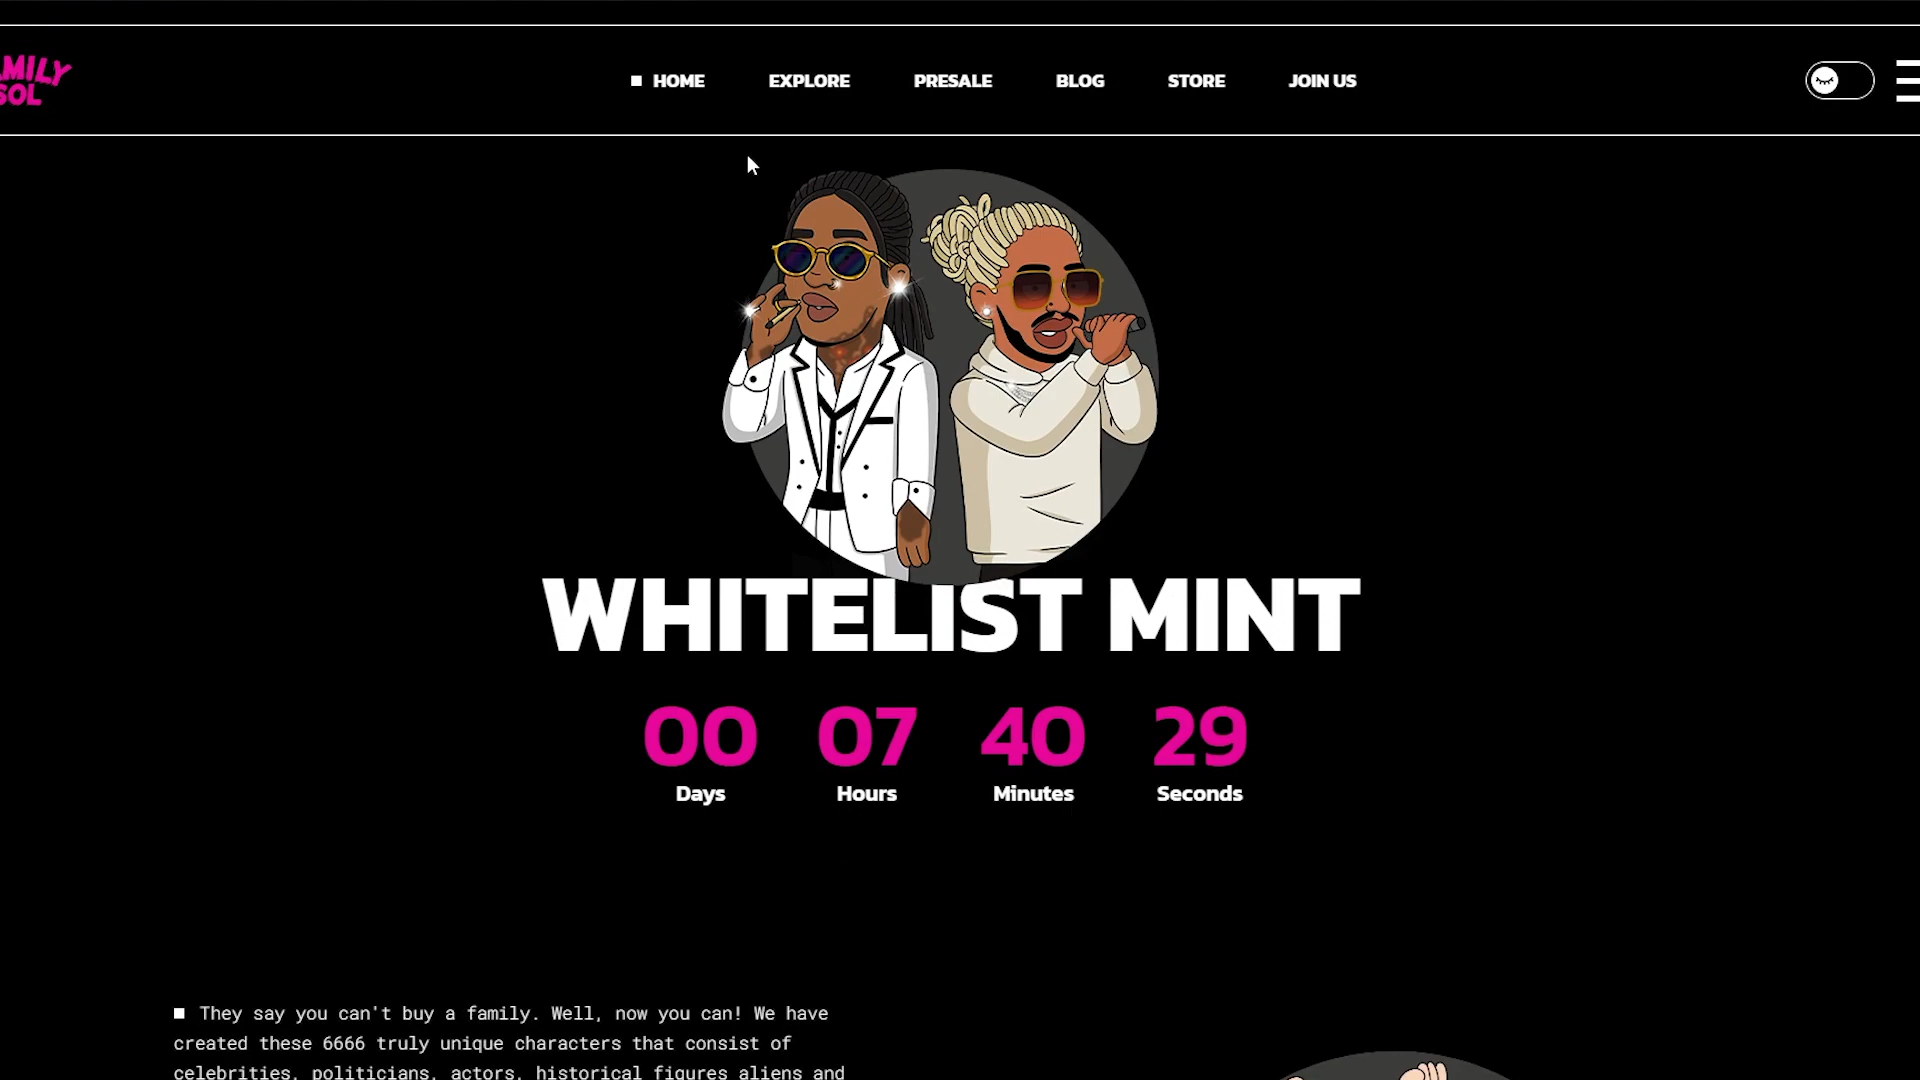 AMILY
SOL
HOME EXPLORE PRESALE BLOG STORE JOIN US
WHITELIST MINT
00 07 40 29
Days Hours Minutes Seconds
They say you can't buy a family. Well, now you can! We have
created these 6666 truly unique characters that consist of
celebrities, politicians, actors, historical figures aliens and